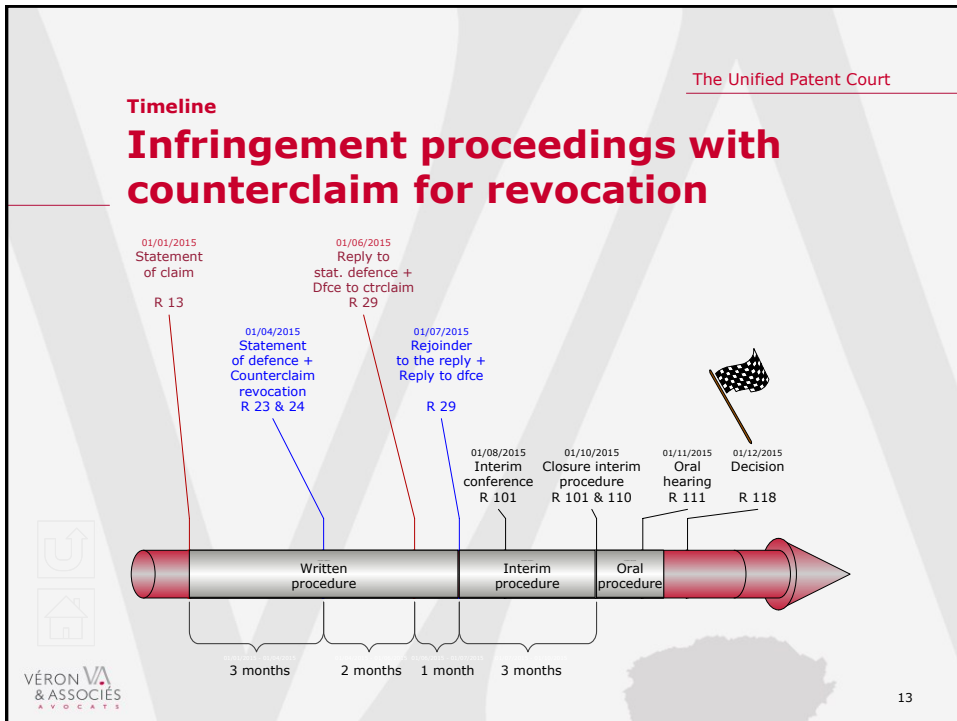 The Unified Patent Court
Timeline
Infringement proceedings with
counterclaim for revocation
01/01/2015
Statement
of claim
R 13
01/04/2015
Statement
of defence +
Counterclaim
revocation
R 23 & 24
01/06/2015
Reply to
stat. defence +
Dfce to ctrclaim
R 29
01/07/2015
Rejoinder
to the reply +
Reply to dfce
R 29
01/08/2015
Interim
conference
R 101
01/10/2015
Closure interim
procedure
R 101 & 110
01/11/2015
Oral
hearing
R 111
01/12/2015
Decision
R 118
Written
procedure
Interim
procedure
Oral
procedure
3 months
2 months
1 month
3 months
VÉRON VA
& ASSOCIÉS
AVOCATS
13